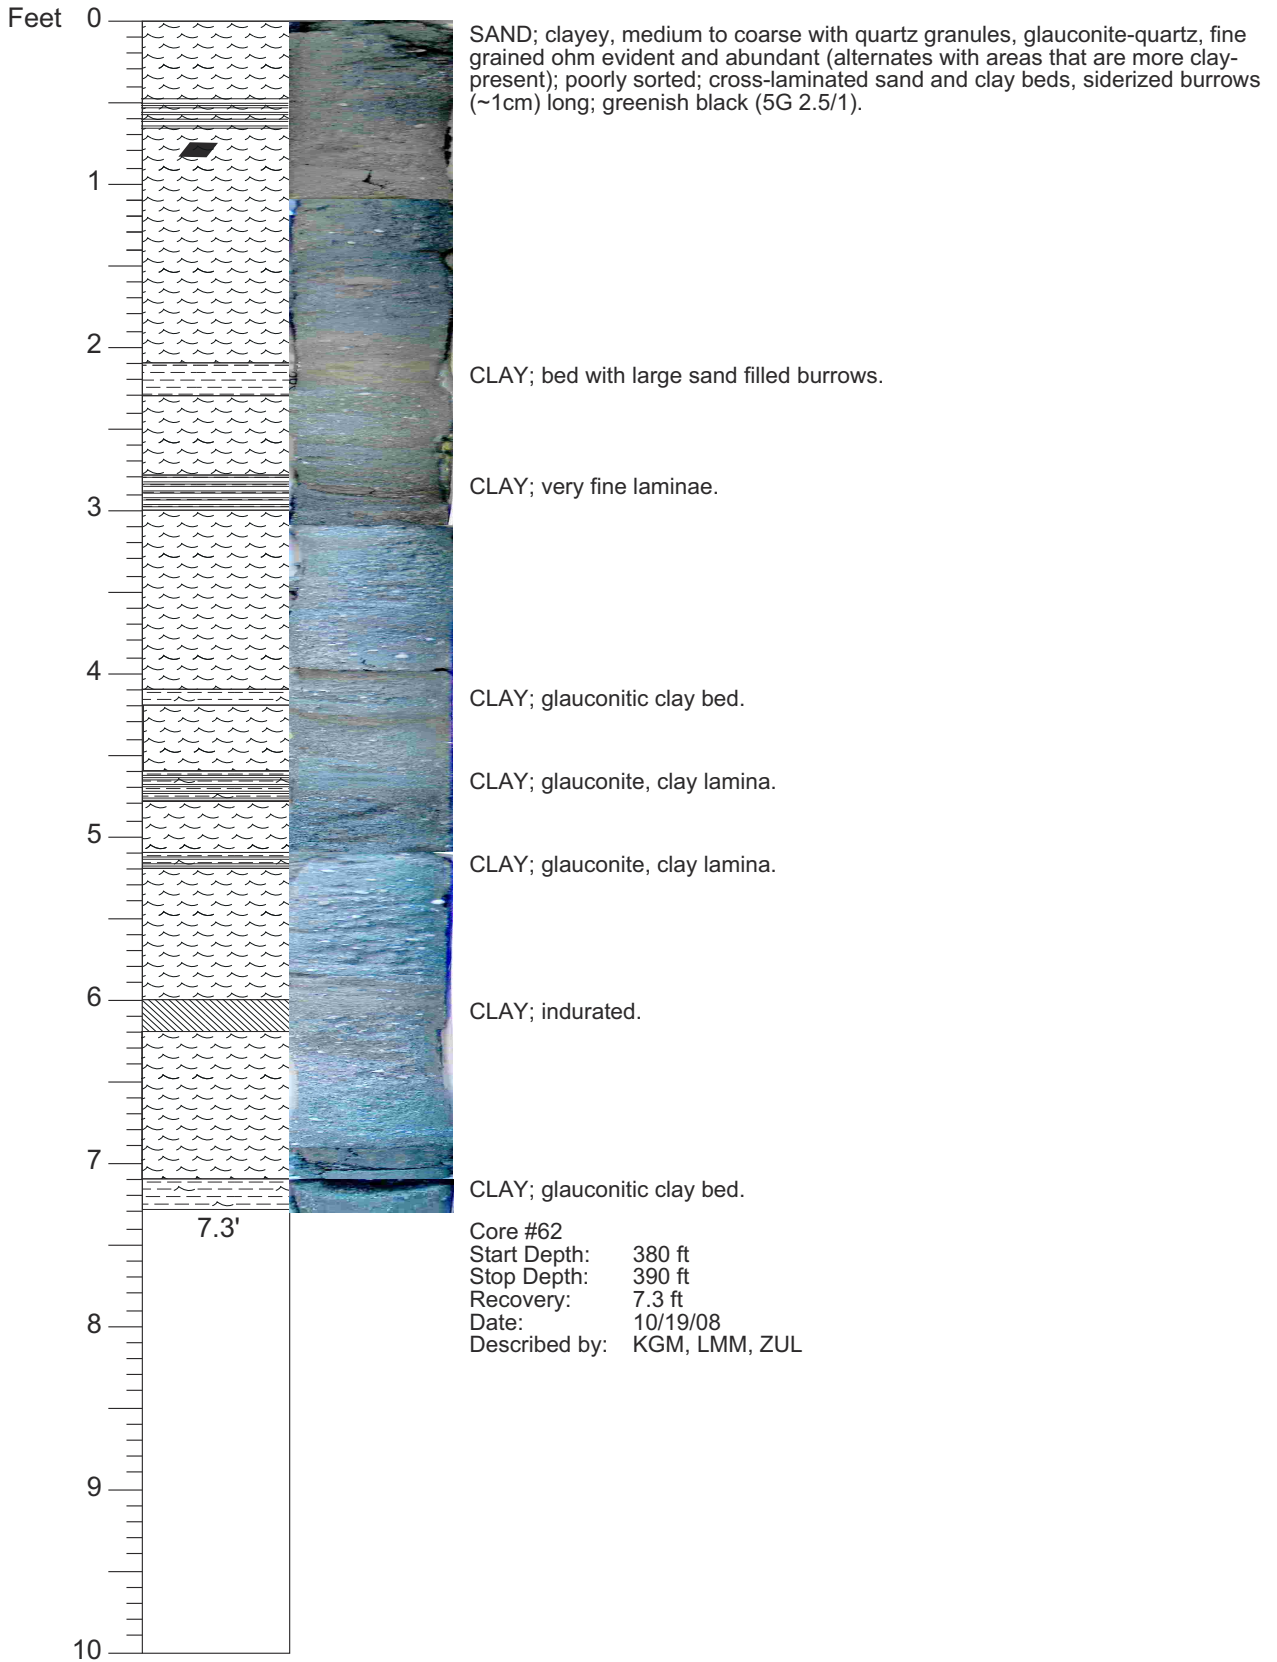 Feet 0
SAND; clayey, medium to coarse with quartz granules, glauconite-quartz, fine
grained ohm evident and abundant (alternates with areas that are more clay-
present); poorly sorted; cross-laminated sand and clay beds, siderized burrows
(~1cm) long; greenish black (5G 2.5/1).
1
2
CLAY; bed with large sand filled burrows.
CLAY; very fine laminae.
3
4
CLAY; glauconitic clay bed.
CLAY; glauconite, clay lamina.
5
CLAY; glauconite, clay lamina.
6
CLAY; indurated.
7
CLAY; glauconitic clay bed.
7.3'
Core #62
Start Depth: 380 ft
Stop Depth: 390 ft
Recovery: 7.3 ft
Date: 10/19/08
Described by: KGM, LMM, ZUL
8
9
10